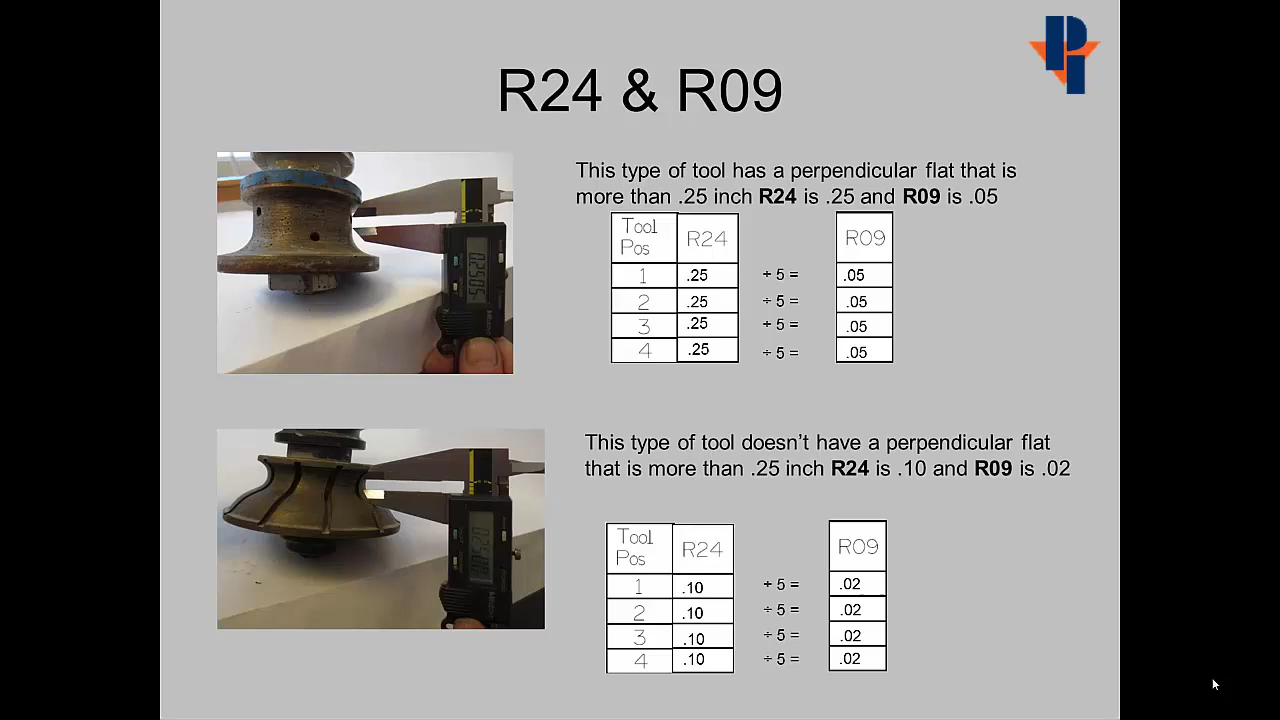 R24 & R09
This type of tool has a perpendicular flat that is
more than .25 inch R24 is .25 and R09 is .05
Tool Pos R24 R09
1 .25 ÷ 5 = .05
2 .25 ÷ 5 = .05
3 .25 ÷ 5 = .05
4 .25 ÷ 5 = .05
This type of tool doesn't have a perpendicular flat
that is more than .25 inch R24 is .10 and R09 is .02
Tool Pos R24 R09
1 .10 ÷ 5 = .02
2 .10 ÷ 5 = .02
3 .10 ÷ 5 = .02
4 .10 ÷ 5 = .02